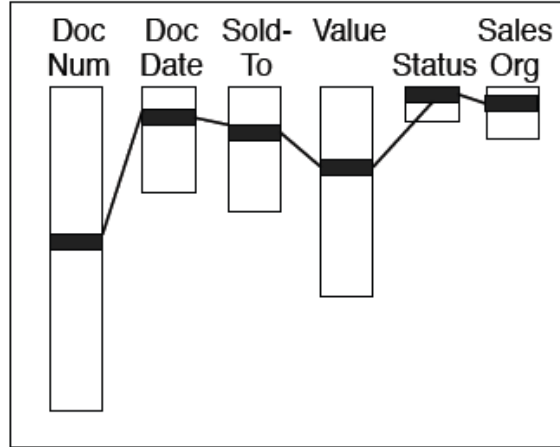 Doc Num
Doc Date
Sold-To
Value
Status
Sales Org